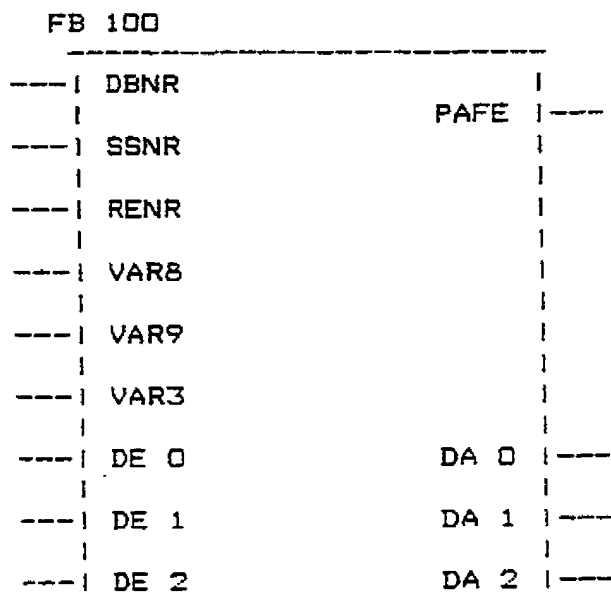 FB 100
DBNR
PAFE
SSNR
RENR
VAR8
VAR9
VAR3
DE 0 DA 0
DE 1 DA 1
DE 2 DA 2